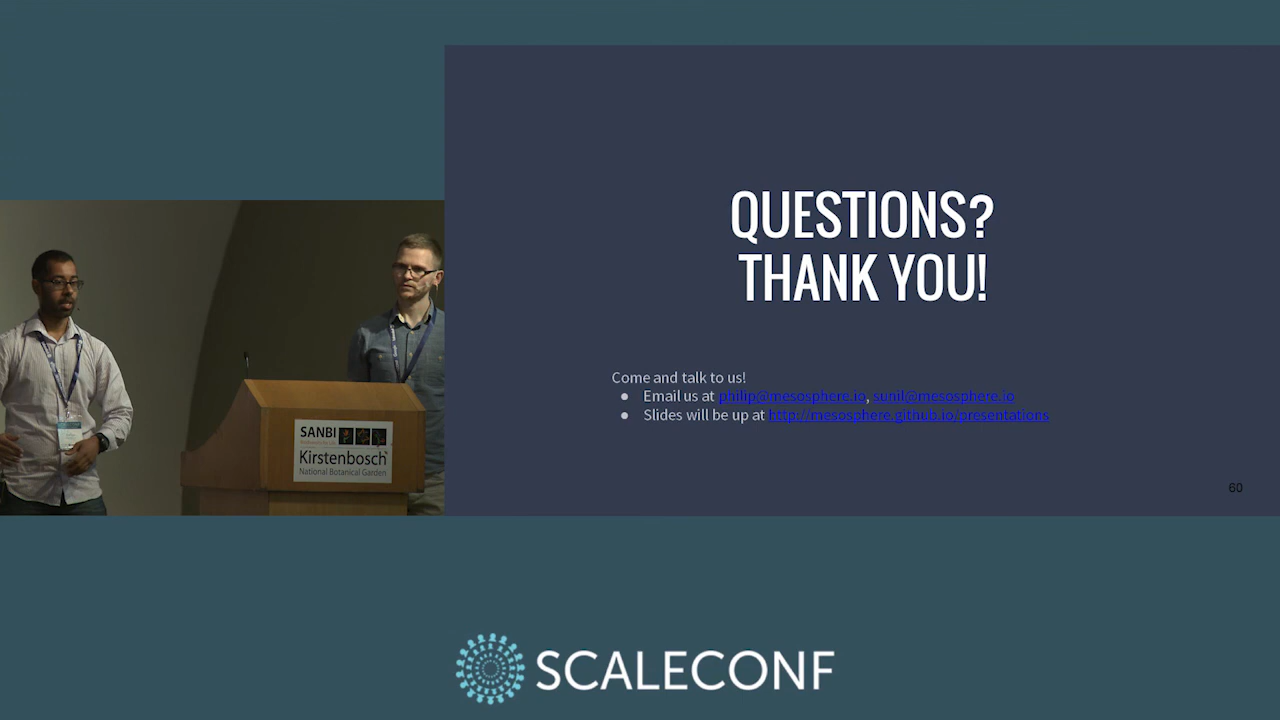 QUESTIONS?
THANK YOU!
Come and talk to us!
● Email us at philip@mesosphere.io, sunil@mesosphere.io
● Slides will be up at http://mesosphere.github.io/presentations
60
SANBI
Kirstenbosch
National Botanical Garden
SCALECONF